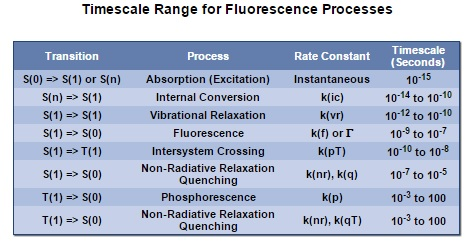 Timescale Range for Fluorescence Processes
Transition Process Rate Constant Timescale (Seconds)
S(0) => S(1) or S(n) Absorption (Excitation) Instantaneous 10-15
S(n) => S(1) Internal Conversion k(ic) 10-14 to 10-10
S(1) => S(1) Vibrational Relaxation k(vr) 10-12 to 10-10
S(1) => S(0) Fluorescence k(f) or Γ 10-9 to 10-7
S(1) => T(1) Intersystem Crossing k(pT) 10-10 to 10-8
S(1) => S(0) Non-Radiative Relaxation Quenching k(nr), k(q) 10-7 to 10-5
T(1) => S(0) Phosphorescence k(p) 10-3 to 100
T(1) => S(0) Non-Radiative Relaxation Quenching k(nr), k(qT) 10-3 to 100